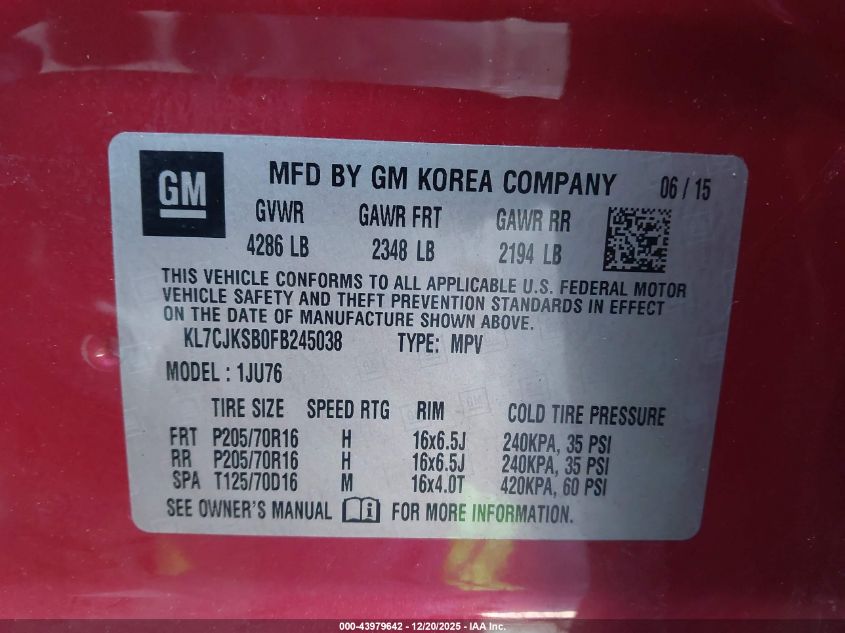 GM
MFD BY GM KOREA COMPANY 06 / 15
GVWR GAWR FRT GAWR RR
4286 LB 2348 LB 2194 LB
THIS VEHICLE CONFORMS TO ALL APPLICABLE U.S. FEDERAL MOTOR
VEHICLE SAFETY AND THEFT PREVENTION STANDARDS IN EFFECT
ON THE DATE OF MANUFACTURE SHOWN ABOVE.
KL7CJKSB0FB245038 TYPE: MPV
MODEL : 1JU76
TIRE SIZE SPEED RTG RIM COLD TIRE PRESSURE
FRT P205/70R16 H 16x6.5J 240KPA, 35 PSI
RR P205/70R16 H 16x6.5J 240KPA, 35 PSI
SPA T125/70D16 M 16x4.0T 420KPA, 60 PSI
SEE OWNER'S MANUAL i FOR MORE INFORMATION.
000-43979642 - 12/20/2025 - IAA Inc.